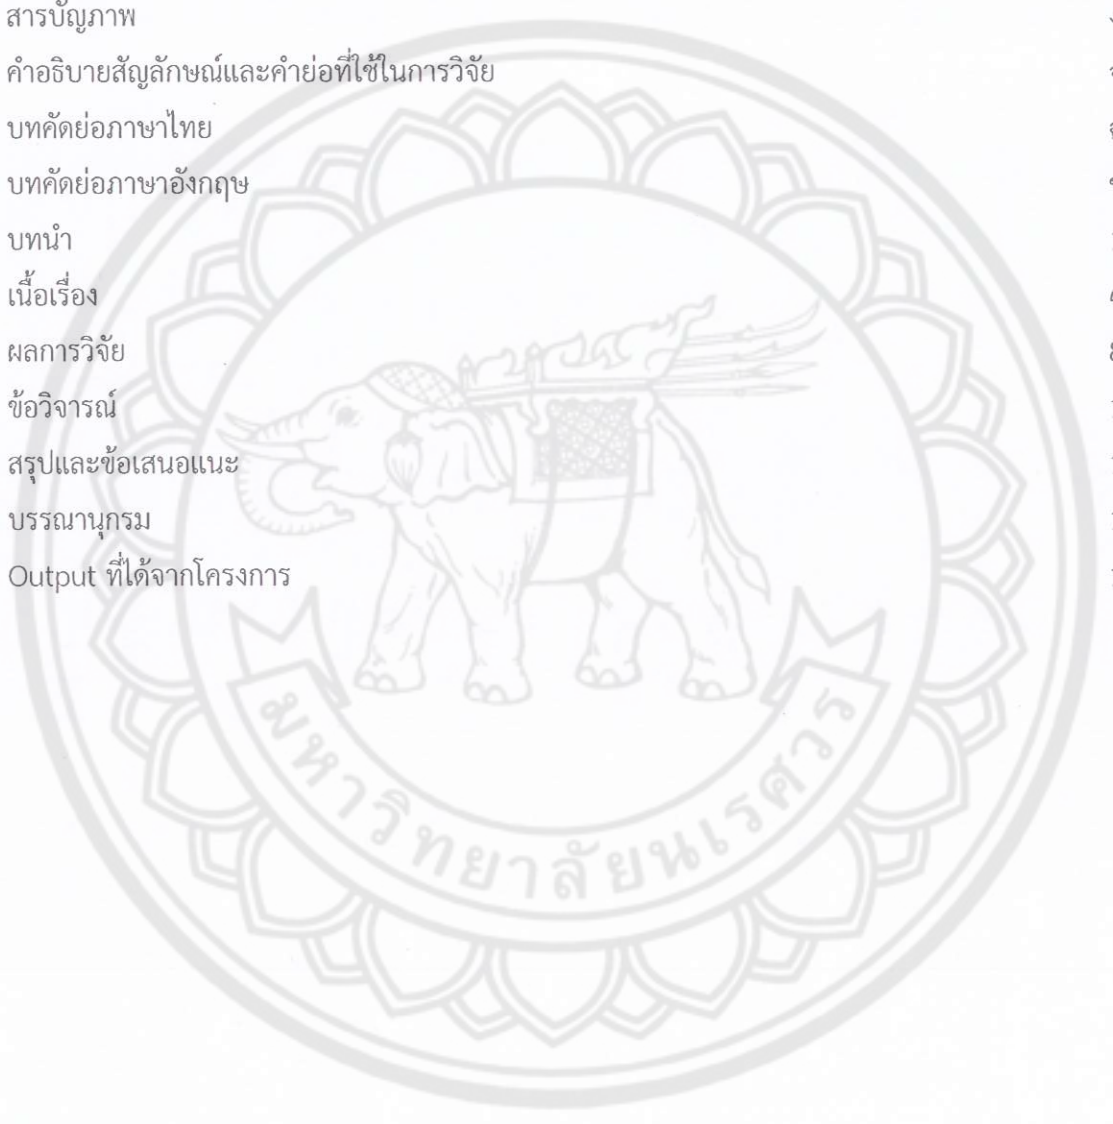 สารบัญภาพ
คำอธิบายสัญลักษณ์และคำย่อที่ใช้ในการวิจัย
บทคัดย่อภาษาไทย
บทคัดย่อภาษาอังกฤษ
บทนำ
เนื้อเรื่อง
ผลการวิจัย
ข้อวิจารณ์
สรุปและข้อเสนอแนะ
บรรณานุกรม
Output ที่ได้จากโครงการ
มหาวิทยาลัยนเรศวร